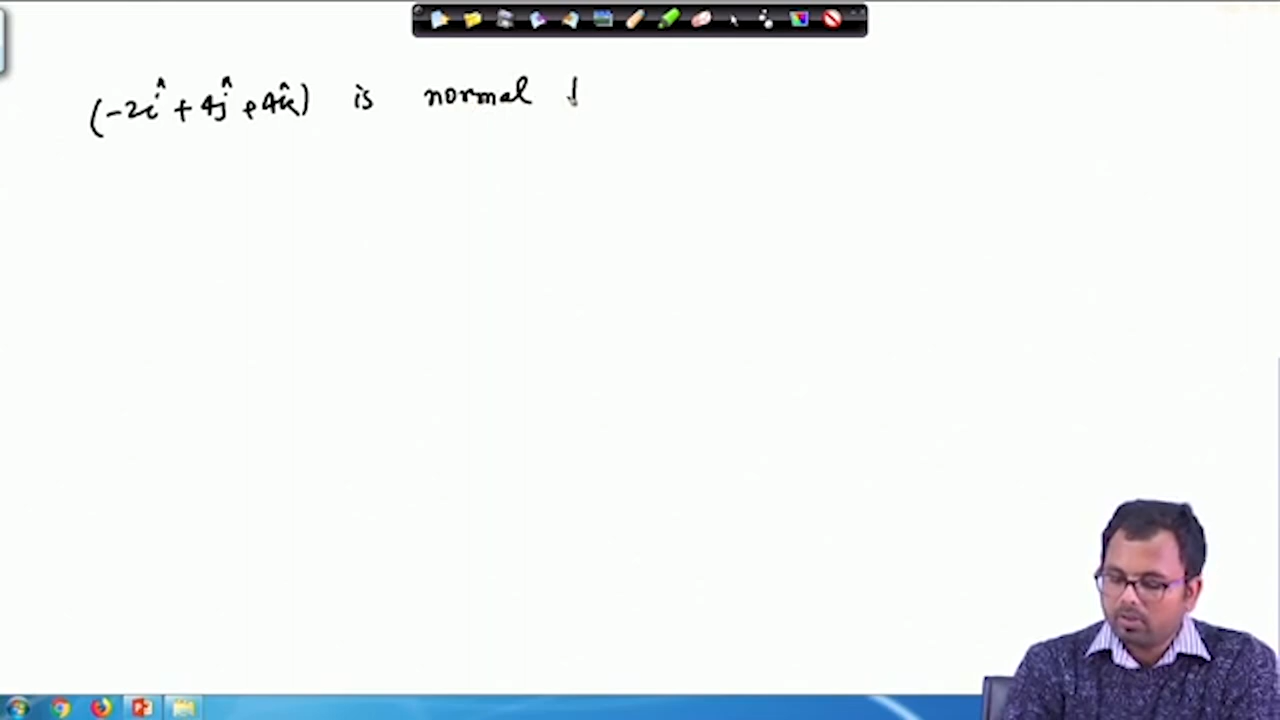 (-2î + 4ĵ + 4k̂) is normal